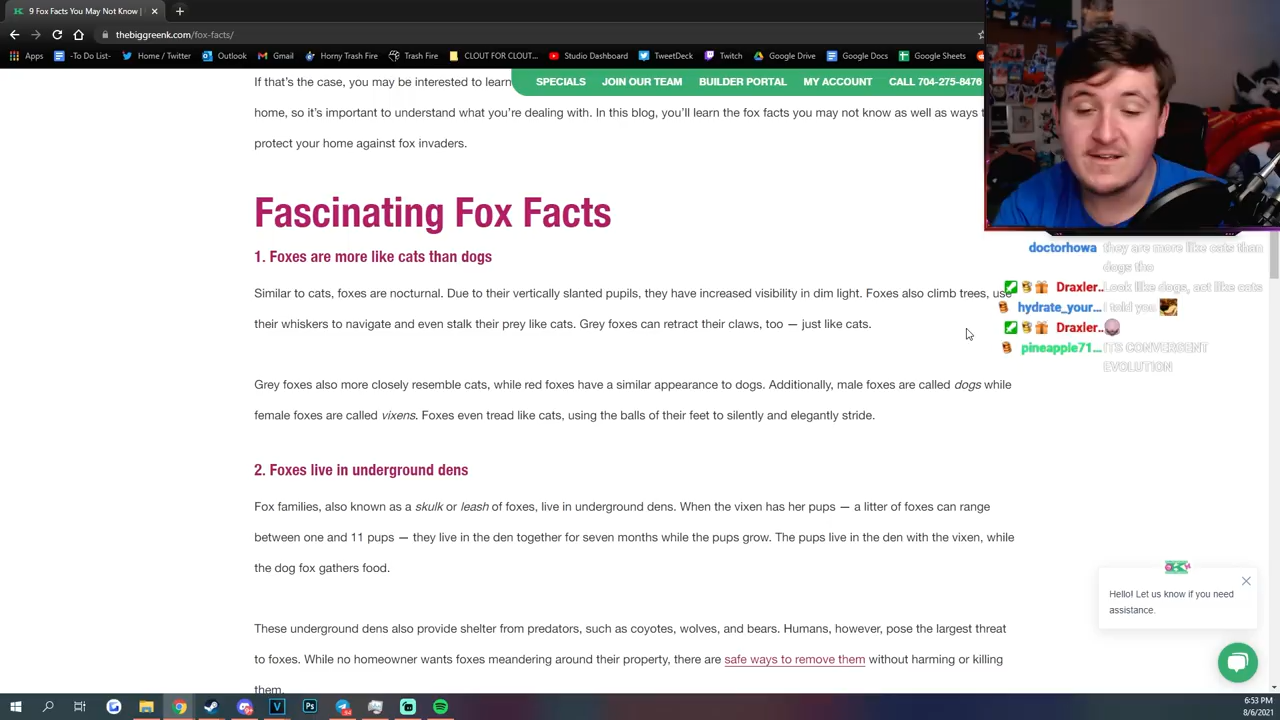 9 Fox Facts You May Not Know |
thebiggreenk.com/fox-facts/
Apps
-To Do List-
Home / Twitter
Outlook
Gmail
Horny Trash Fire
Trash Fire
CLOUT FOR CLOUT...
Studio Dashboard
TweetDeck
Twitch
Google Drive
Google Docs
Google Sheets
SPECIALS
JOIN OUR TEAM
BUILDER PORTAL
MY ACCOUNT
CALL 704-275-8476
If that's the case, you may be interested to learn
home, so it's important to understand what you're dealing with. In this blog, you'll learn the fox facts you may not know as well as ways
protect your home against fox invaders.
Fascinating Fox Facts
1. Foxes are more like cats than dogs
Similar to cats, foxes are nocturnal. Due to their vertically slanted pupils, they have increased visibility in dim light. Foxes also climb trees, use
their whiskers to navigate and even stalk their prey like cats. Grey foxes can retract their claws, too — just like cats.
Grey foxes also more closely resemble cats, while red foxes have a similar appearance to dogs. Additionally, male foxes are called dogs while
female foxes are called vixens. Foxes even tread like cats, using the balls of their feet to silently and elegantly stride.
2. Foxes live in underground dens
Fox families, also known as a skulk or leash of foxes, live in underground dens. When the vixen has her pups — a litter of foxes can range
between one and 11 pups — they live in the den together for seven months while the pups grow. The pups live in the den with the vixen, while
the dog fox gathers food.
These underground dens also provide shelter from predators, such as coyotes, wolves, and bears. Humans, however, pose the largest threat
to foxes. While no homeowner wants foxes meandering around their property, there are safe ways to remove them without harming or killing
them.
doctorhowa they are more like cats than
dogs tho
Draxler.. Look like dogs, act like cats
hydrate_your... I told you
Draxler..
pineapple71... ITS CONVERGENT
EVOLUTION
Hello! Let us know if you need
assistance.
6:53 PM
8/6/2021